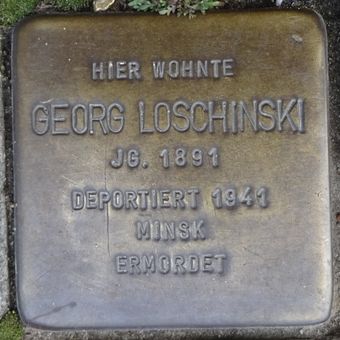 HIER WOHNTE
GEORG LOSCHINSKI
JG. 1891
DEPORTIERT 1941
MINSK
ERMORDET